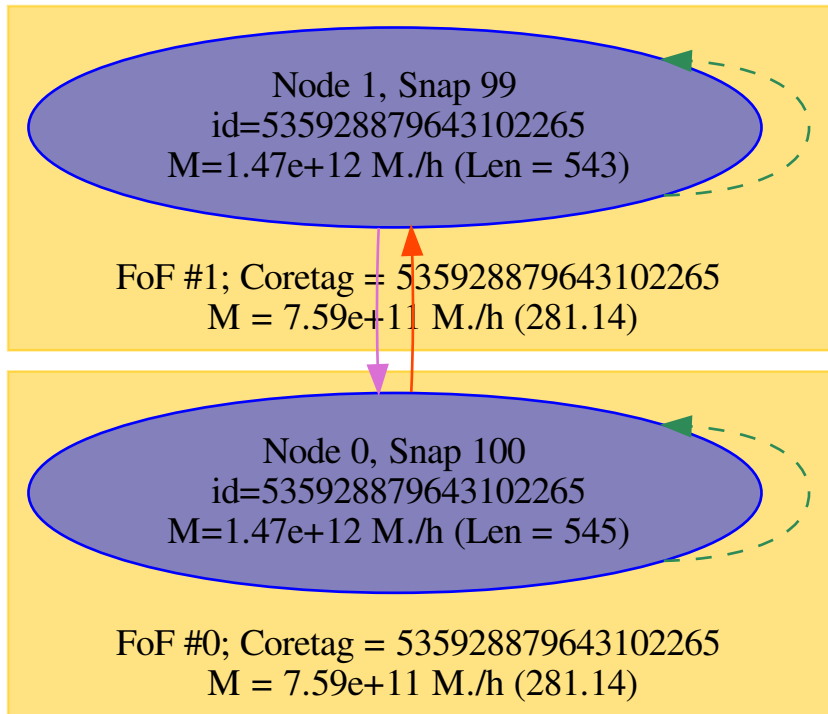 Node 1, Snap 99
id=535928879643102265
M=1.47e+12 M./h (Len = 543)
FoF #1; Coretag = 535928879643102265
M = 7.59e+11 M./h (281.14)
Node 0, Snap 100
id=535928879643102265
M=1.47e+12 M./h (Len = 545)
FoF #0; Coretag = 535928879643102265
M = 7.59e+11 M./h (281.14)